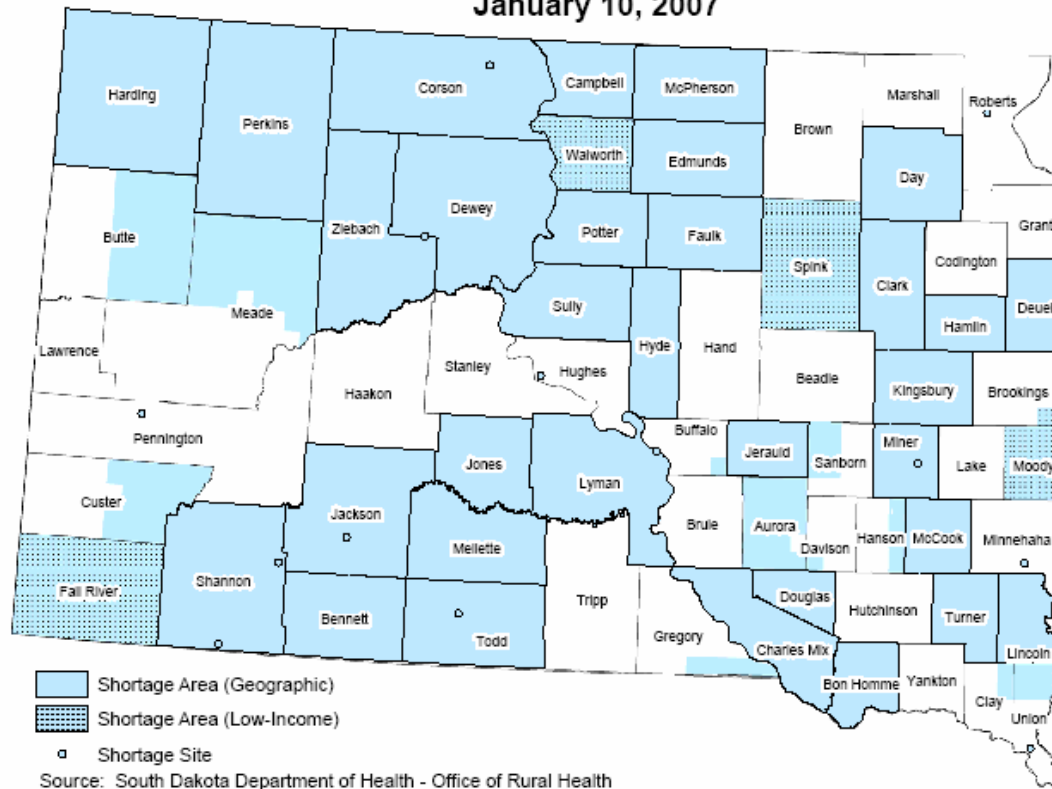 January 10, 2007
Harding
Perkins
Corson
Campbell
McPherson
Brown
Marshall
Roberts
Walworth
Edmunds
Day
Butte
Ziebach
Dewey
Potter
Faulk
Spink
Clark
Codington
Grant
Meade
Sully
Hyde
Hand
Hamlin
Deuel
Lawrence
Haakon
Stanley
Hughes
Beadle
Kingsbury
Brookings
Pennington
Buffalo
Jerauld
Sanborn
Miner
Lake
Moody
Custer
Jones
Lyman
Jackson
Mellette
Brule
Aurora
Davison
Hanson
McCook
Minnehaha
Fall River
Shannon
Bennett
Todd
Tripp
Gregory
Douglas
Charles Mix
Hutchinson
Turner
Lincoln
Bon Homme
Yankton
Clay
Union
Shortage Area (Geographic)
Shortage Area (Low-Income)
Shortage Site
Source: South Dakota Department of Health - Office of Rural Health